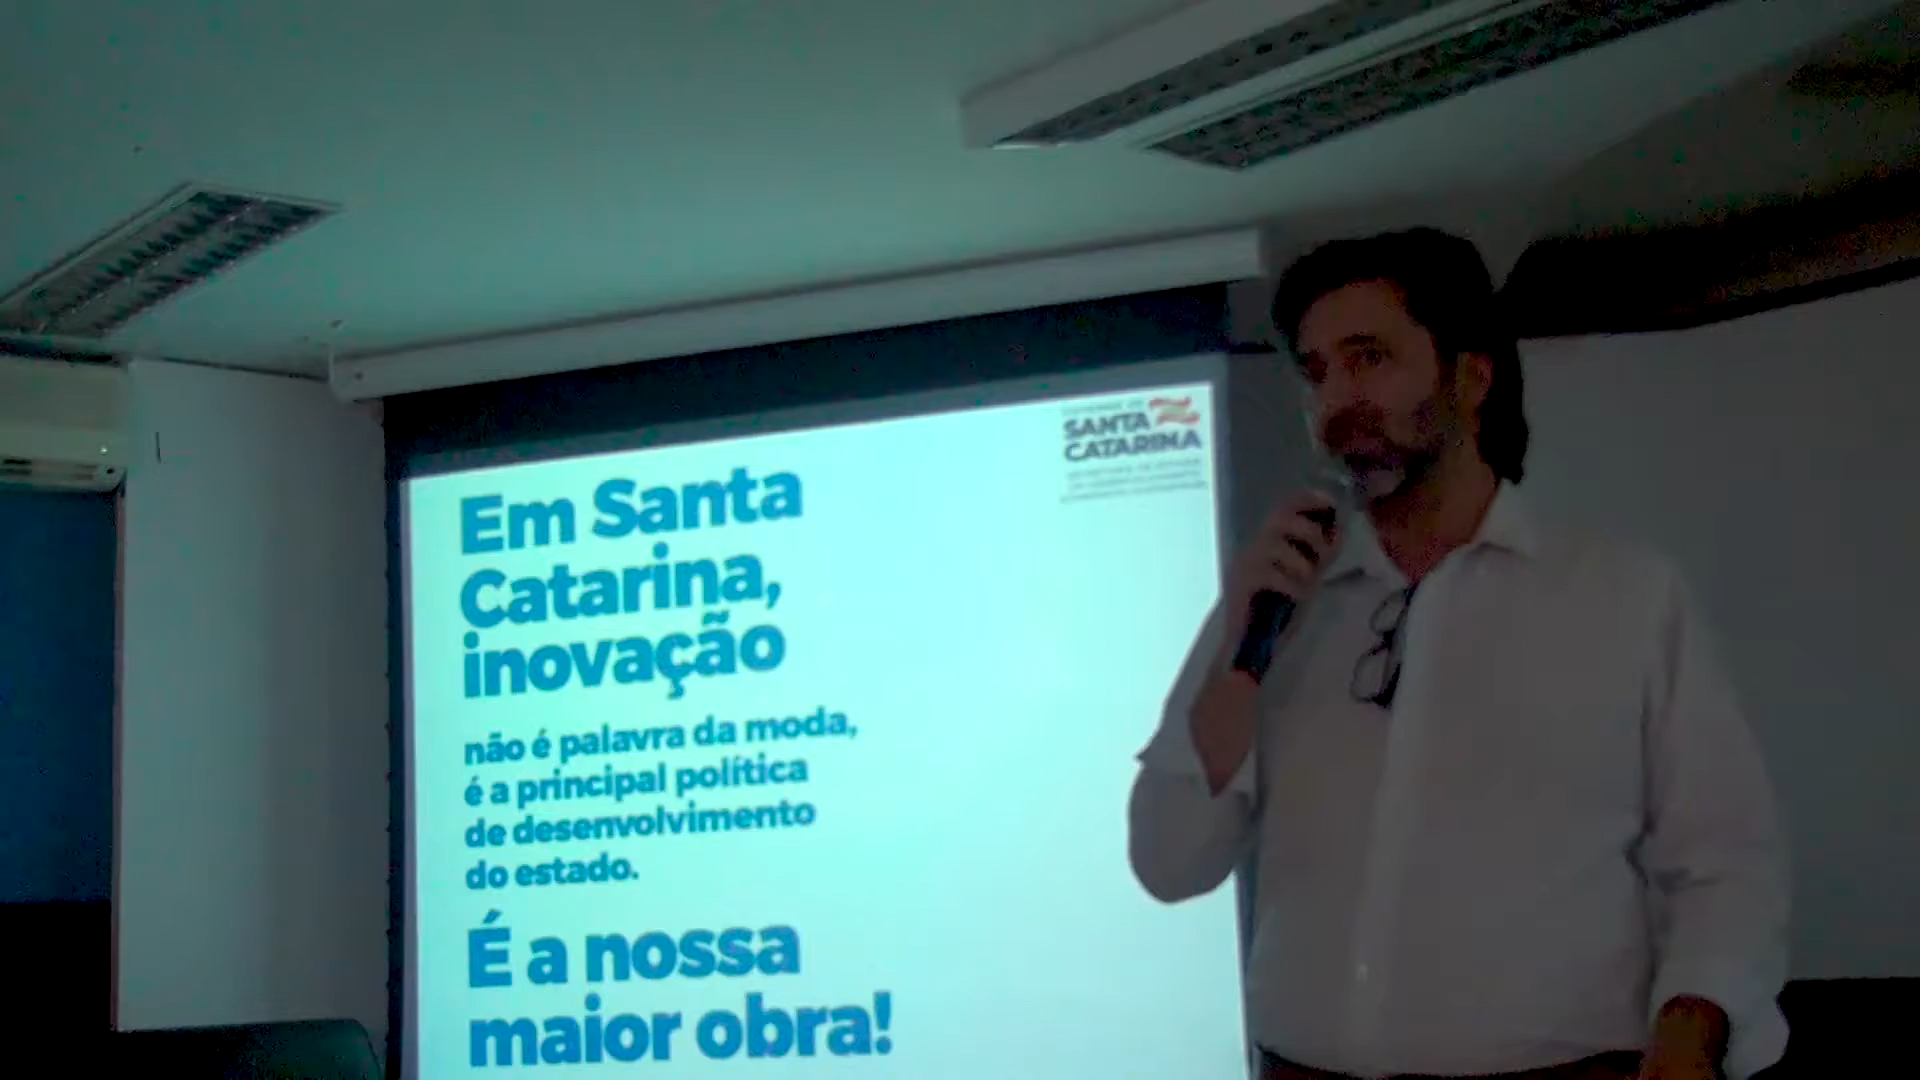 SANTA
CATARINA
Em Santa
Catarina,
inovação
não é palavra da moda,
é a principal política
de desenvolvimento
do estado.
É a nossa
maior obra!